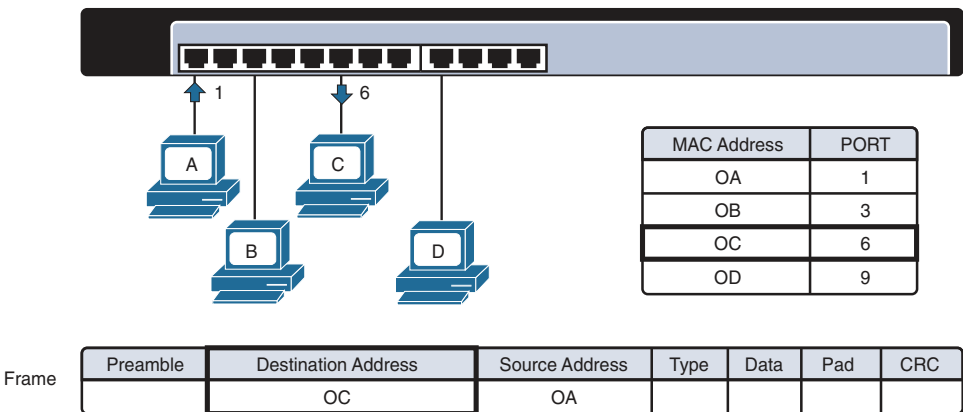 1
6
A
C
B
D
MAC Address PORT
OA 1
OB 3
OC 6
OD 9
Frame
Preamble Destination Address Source Address Type Data Pad CRC
OC OA